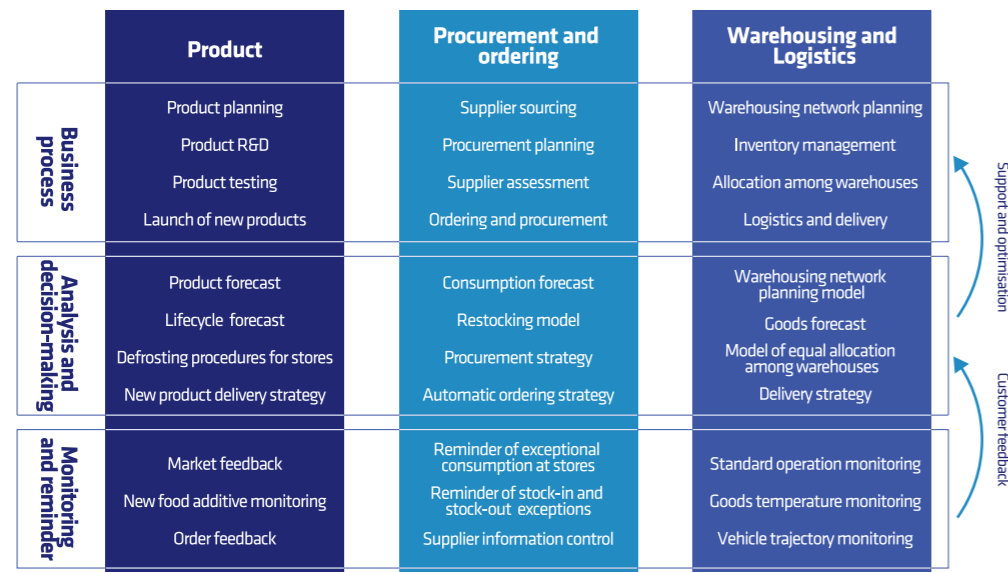 Product
Procurement and
ordering
Warehousing and
Logistics
Business
process
Product planning
Product R&D
Product testing
Launch of new products
Supplier sourcing
Procurement planning
Supplier assessment
Ordering and procurement
Warehousing network planning
Inventory management
Allocation among warehouses
Logistics and delivery
Support and optimisation
Analysis and
decision-making
Product forecast
Lifecycle forecast
Defrosting procedures for stores
New product delivery strategy
Consumption forecast
Restocking model
Procurement strategy
Automatic ordering strategy
Warehousing network
planning model
Goods forecast
Model of equal allocation
among warehouses
Delivery strategy
Customer feedback
Monitoring
and reminder
Market feedback
New food additive monitoring
Order feedback
Reminder of exceptional
consumption at stores
Reminder of stock-in and
stock-out exceptions
Supplier information control
Standard operation monitoring
Goods temperature monitoring
Vehicle trajectory monitoring